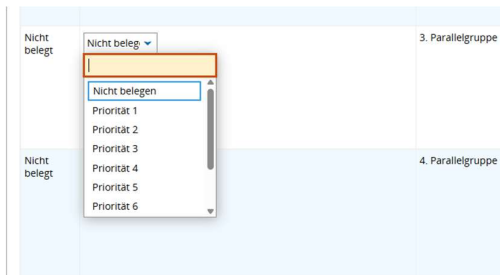 Nicht
belegt
Nicht beleg
3. Parallelgruppe
Nicht belegen
Priorität 1
Priorität 2
Priorität 3
Priorität 4
Priorität 5
Priorität 6
Nicht
belegt
4. Parallelgruppe